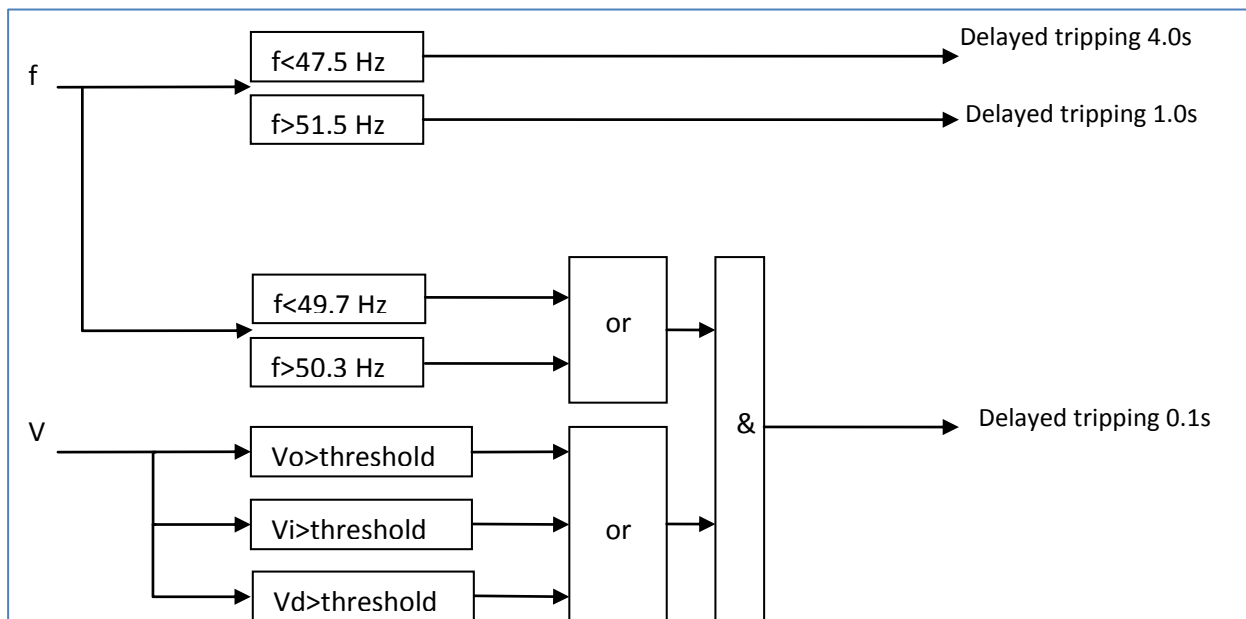 Delayed tripping 4.0s
f<47.5 Hz
f
f>51.5 Hz
Delayed tripping 1.0s
f<49.7 Hz
or
f>50.3 Hz
V
&
Delayed tripping 0.1s
Vo>threshold
Vi>threshold
or
Vd>threshold